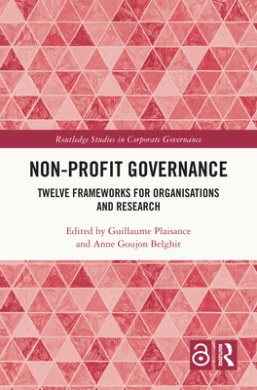 Routledge Studies in Corporate Governance
NON-PROFIT GOVERNANCE
TWELVE FRAMEWORKS FOR ORGANISATIONS
AND RESEARCH
Edited by Guillaume Plaisance
and Anne Goujon Belghit
R
ROUTLEDGE